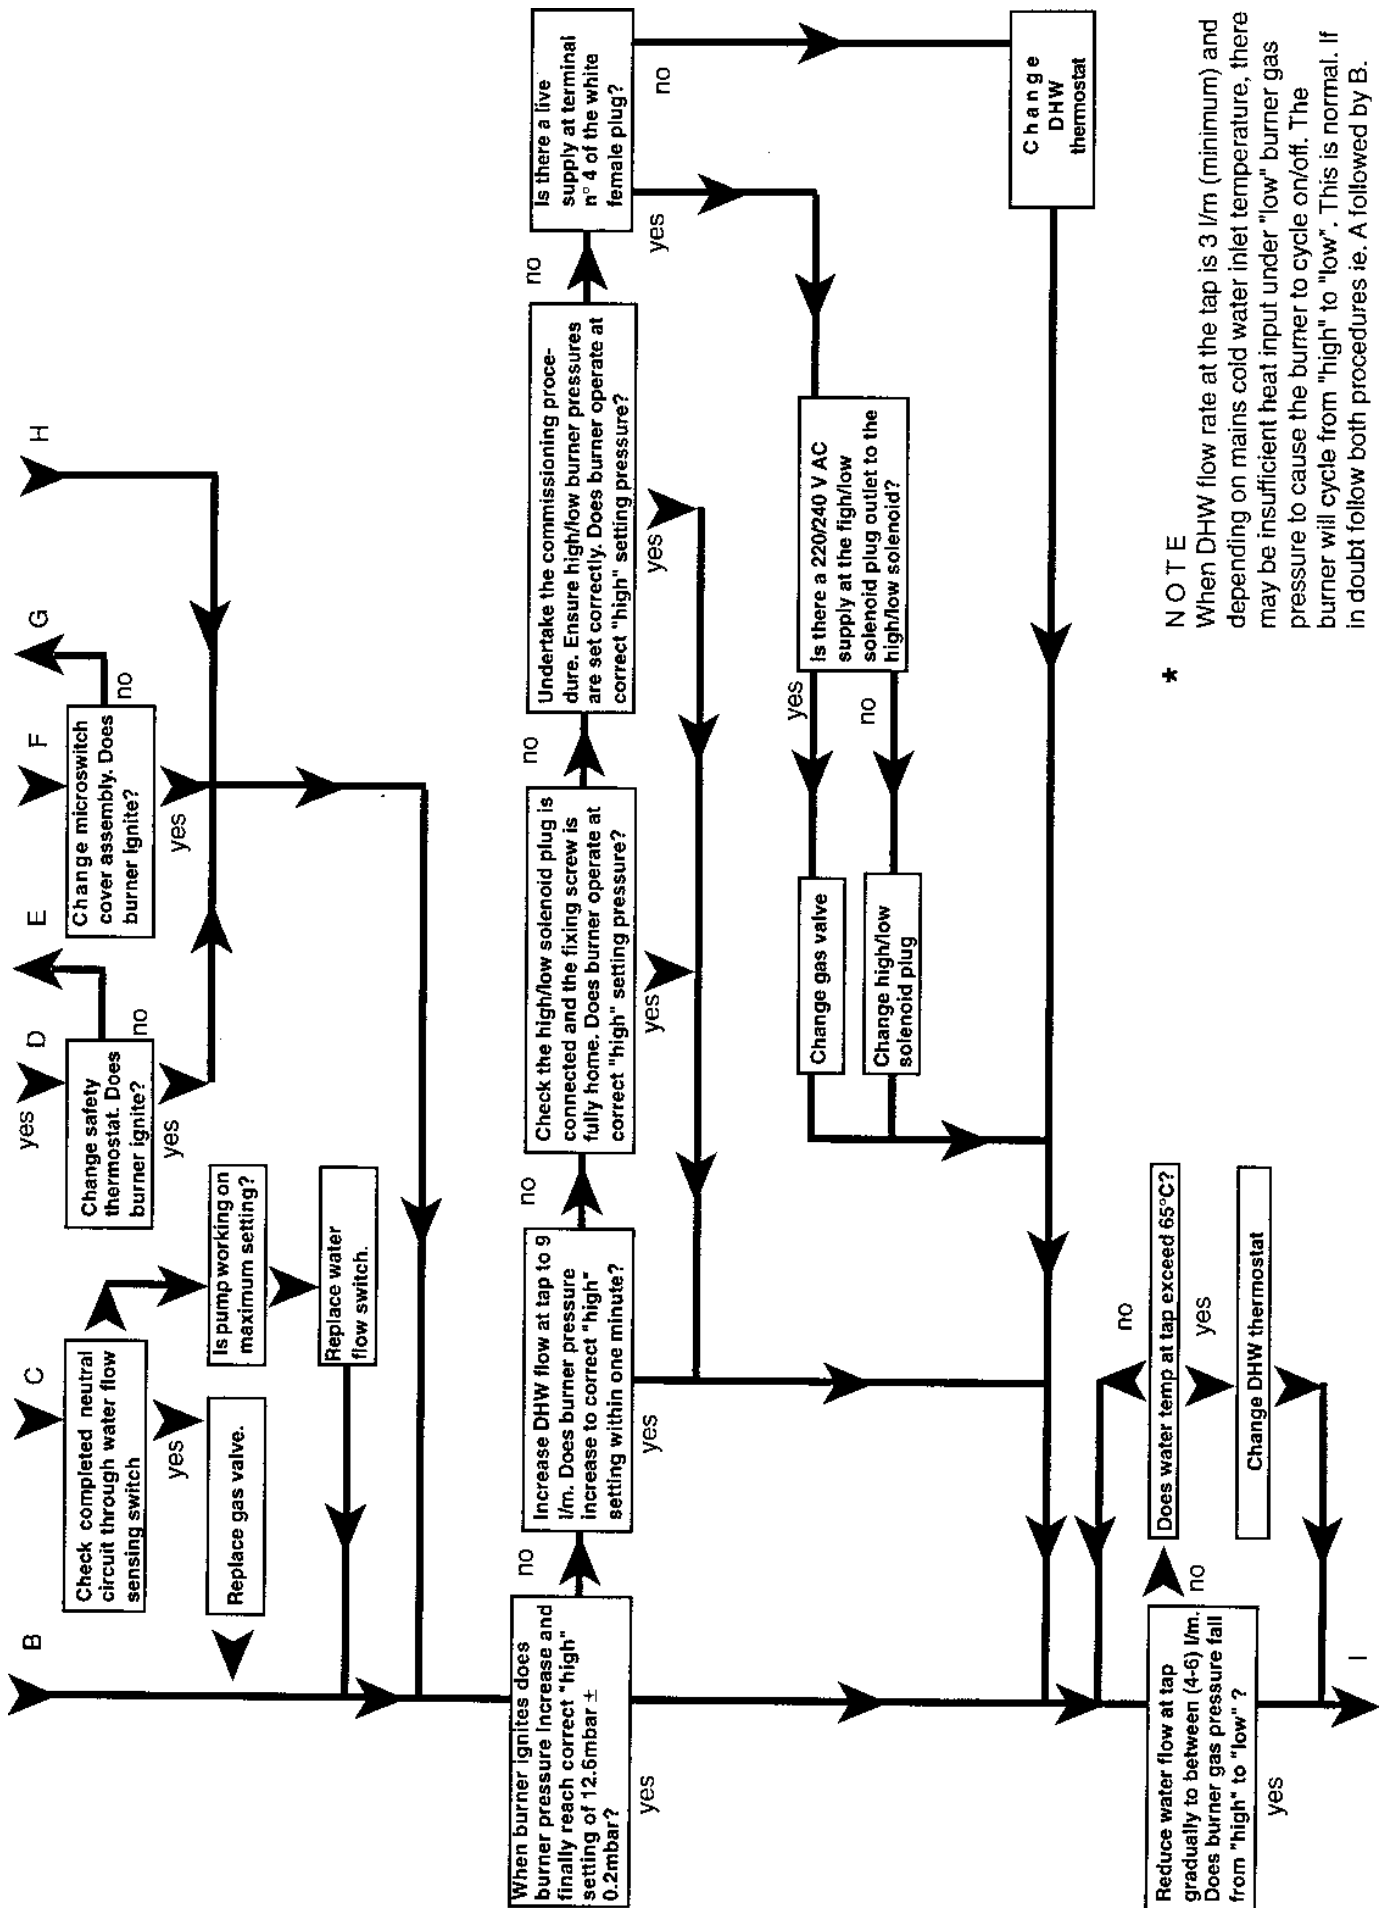 B
C
D
E
F
G
H
yes
Check completed neutral
circuit through water flow
sensing switch
yes
Replace gas valve.
Is pump working on
maximum setting?
Replace water
flow switch.
Change safety
thermostat. Does
burner ignite?
no
yes
Change microswitch
cover assembly. Does
burner ignite?
no
yes
When burner ignites does
burner pressure increase and
finally reach correct "high"
setting of 12.6mbar ±
0.2mbar?
no
yes
Increase DHW flow at tap to 9
l/m. Does burner pressure
increase to correct "high"
setting within one minute?
no
yes
Check the high/low solenoid plug is
connected and the fixing screw is
fully home. Does burner operate at
correct "high" setting pressure?
no
yes
Undertake the commissioning proce-
dure. Ensure high/low burner pressures
are set correctly. Does burner operate at
correct "high" setting pressure?
no
yes
Is there a live
supply at terminal
n° 4 of the white
female plug?
no
yes
Is there a 220/240 V AC
supply at the figh/low
solenoid plug outlet to the
high/low solenoid?
yes
no
Change gas valve
Change high/low
solenoid plug
Change
DHW
thermostat
Reduce water flow at tap
gradually to between (4-6) l/m.
Does burner gas pressure fall
from "high" to "low" ?
no
yes
Does water temp at tap exceed 65°C?
no
yes
Change DHW thermostat
I
* NOTE
When DHW flow rate at the tap is 3 l/m (minimum) and
depending on mains cold water inlet temperature, there
may be insufficient heat input under "low" burner gas
pressure to cause the burner to cycle on/off. The
burner will cycle from "high" to "low". This is normal. If
in doubt follow both procedures ie. A followed by B.